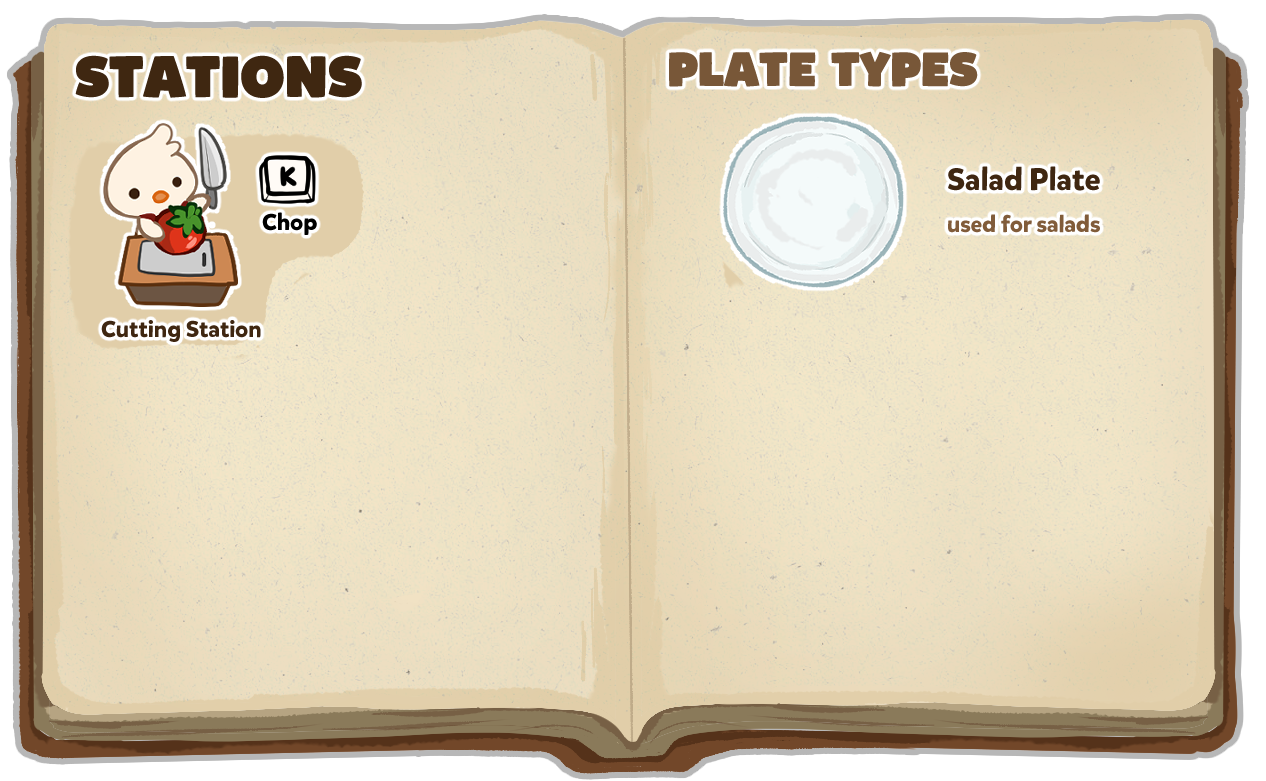 STATIONS
K
Chop
Cutting Station
PLATE TYPES
Salad Plate
used for salads